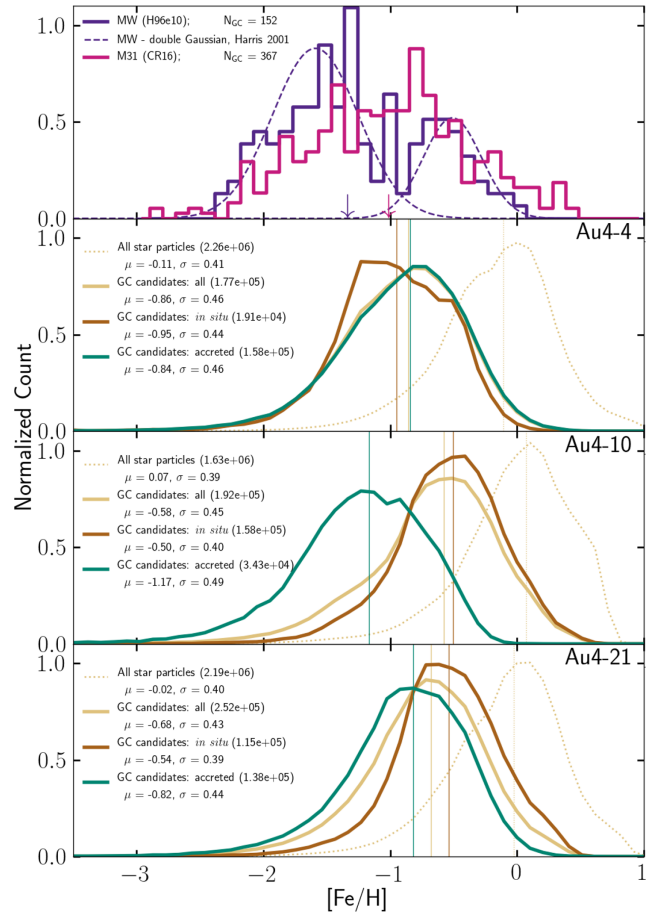 MW (H96e10); N_GC = 152
MW - double Gaussian, Harris 2001
M31 (CR16); N_GC = 367
1.0
0.5
0.0
Au4-4
All star particles (2.26e+06)
μ = -0.11, σ = 0.41
GC candidates: all (1.77e+05)
μ = -0.86, σ = 0.46
GC candidates: in situ (1.91e+04)
μ = -0.95, σ = 0.44
GC candidates: accreted (1.58e+05)
μ = -0.84, σ = 0.46
1.0
0.5
0.0
Normalized Count
Au4-10
All star particles (1.63e+06)
μ = 0.07, σ = 0.39
GC candidates: all (1.92e+05)
μ = -0.58, σ = 0.45
GC candidates: in situ (1.58e+05)
μ = -0.50, σ = 0.40
GC candidates: accreted (3.43e+04)
μ = -1.17, σ = 0.49
1.0
0.5
0.0
Au4-21
All star particles (2.19e+06)
μ = -0.02, σ = 0.40
GC candidates: all (2.52e+05)
μ = -0.68, σ = 0.43
GC candidates: in situ (1.15e+05)
μ = -0.54, σ = 0.39
GC candidates: accreted (1.38e+05)
μ = -0.82, σ = 0.44
1.0
0.5
0.0
−3 −2 −1 0 1
[Fe/H]